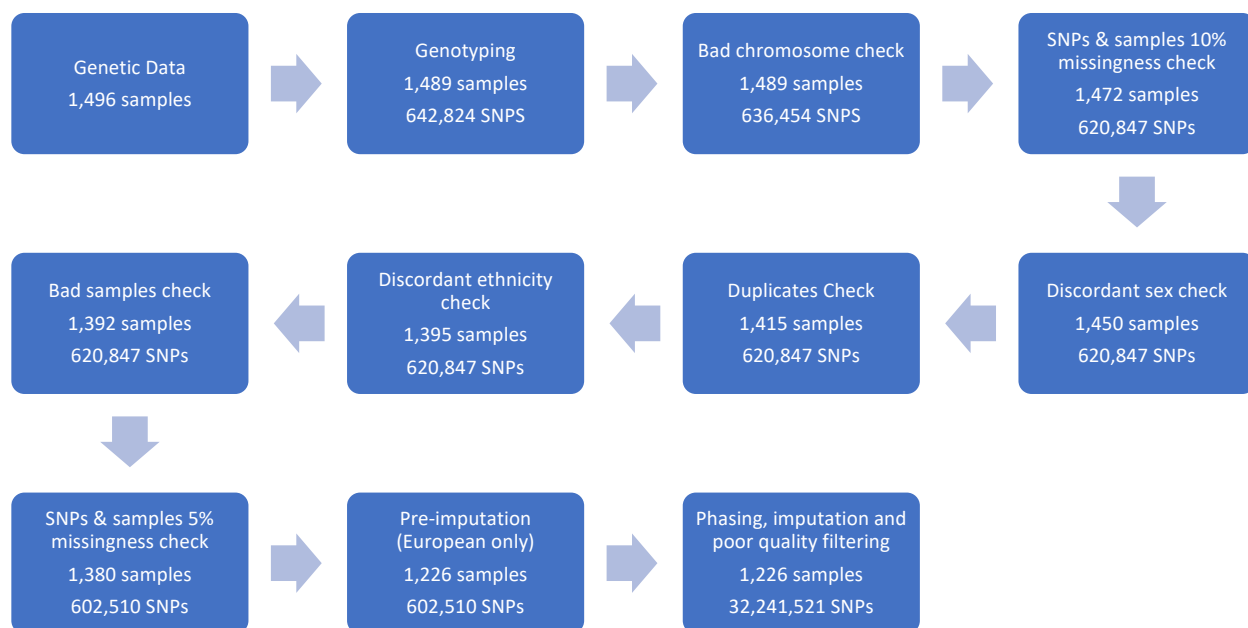 Genetic Data
1,496 samples
Genotyping
1,489 samples
642,824 SNPS
Bad chromosome check
1,489 samples
636,454 SNPS
SNPs & samples 10%
missingness check
1,472 samples
620,847 SNPs
Discordant sex check
1,450 samples
620,847 SNPs
Duplicates Check
1,415 samples
620,847 SNPs
Discordant ethnicity
check
1,395 samples
620,847 SNPs
Bad samples check
1,392 samples
620,847 SNPs
SNPs & samples 5%
missingness check
1,380 samples
602,510 SNPs
Pre-imputation
(European only)
1,226 samples
602,510 SNPs
Phasing, imputation and
poor quality filtering
1,226 samples
32,241,521 SNPs